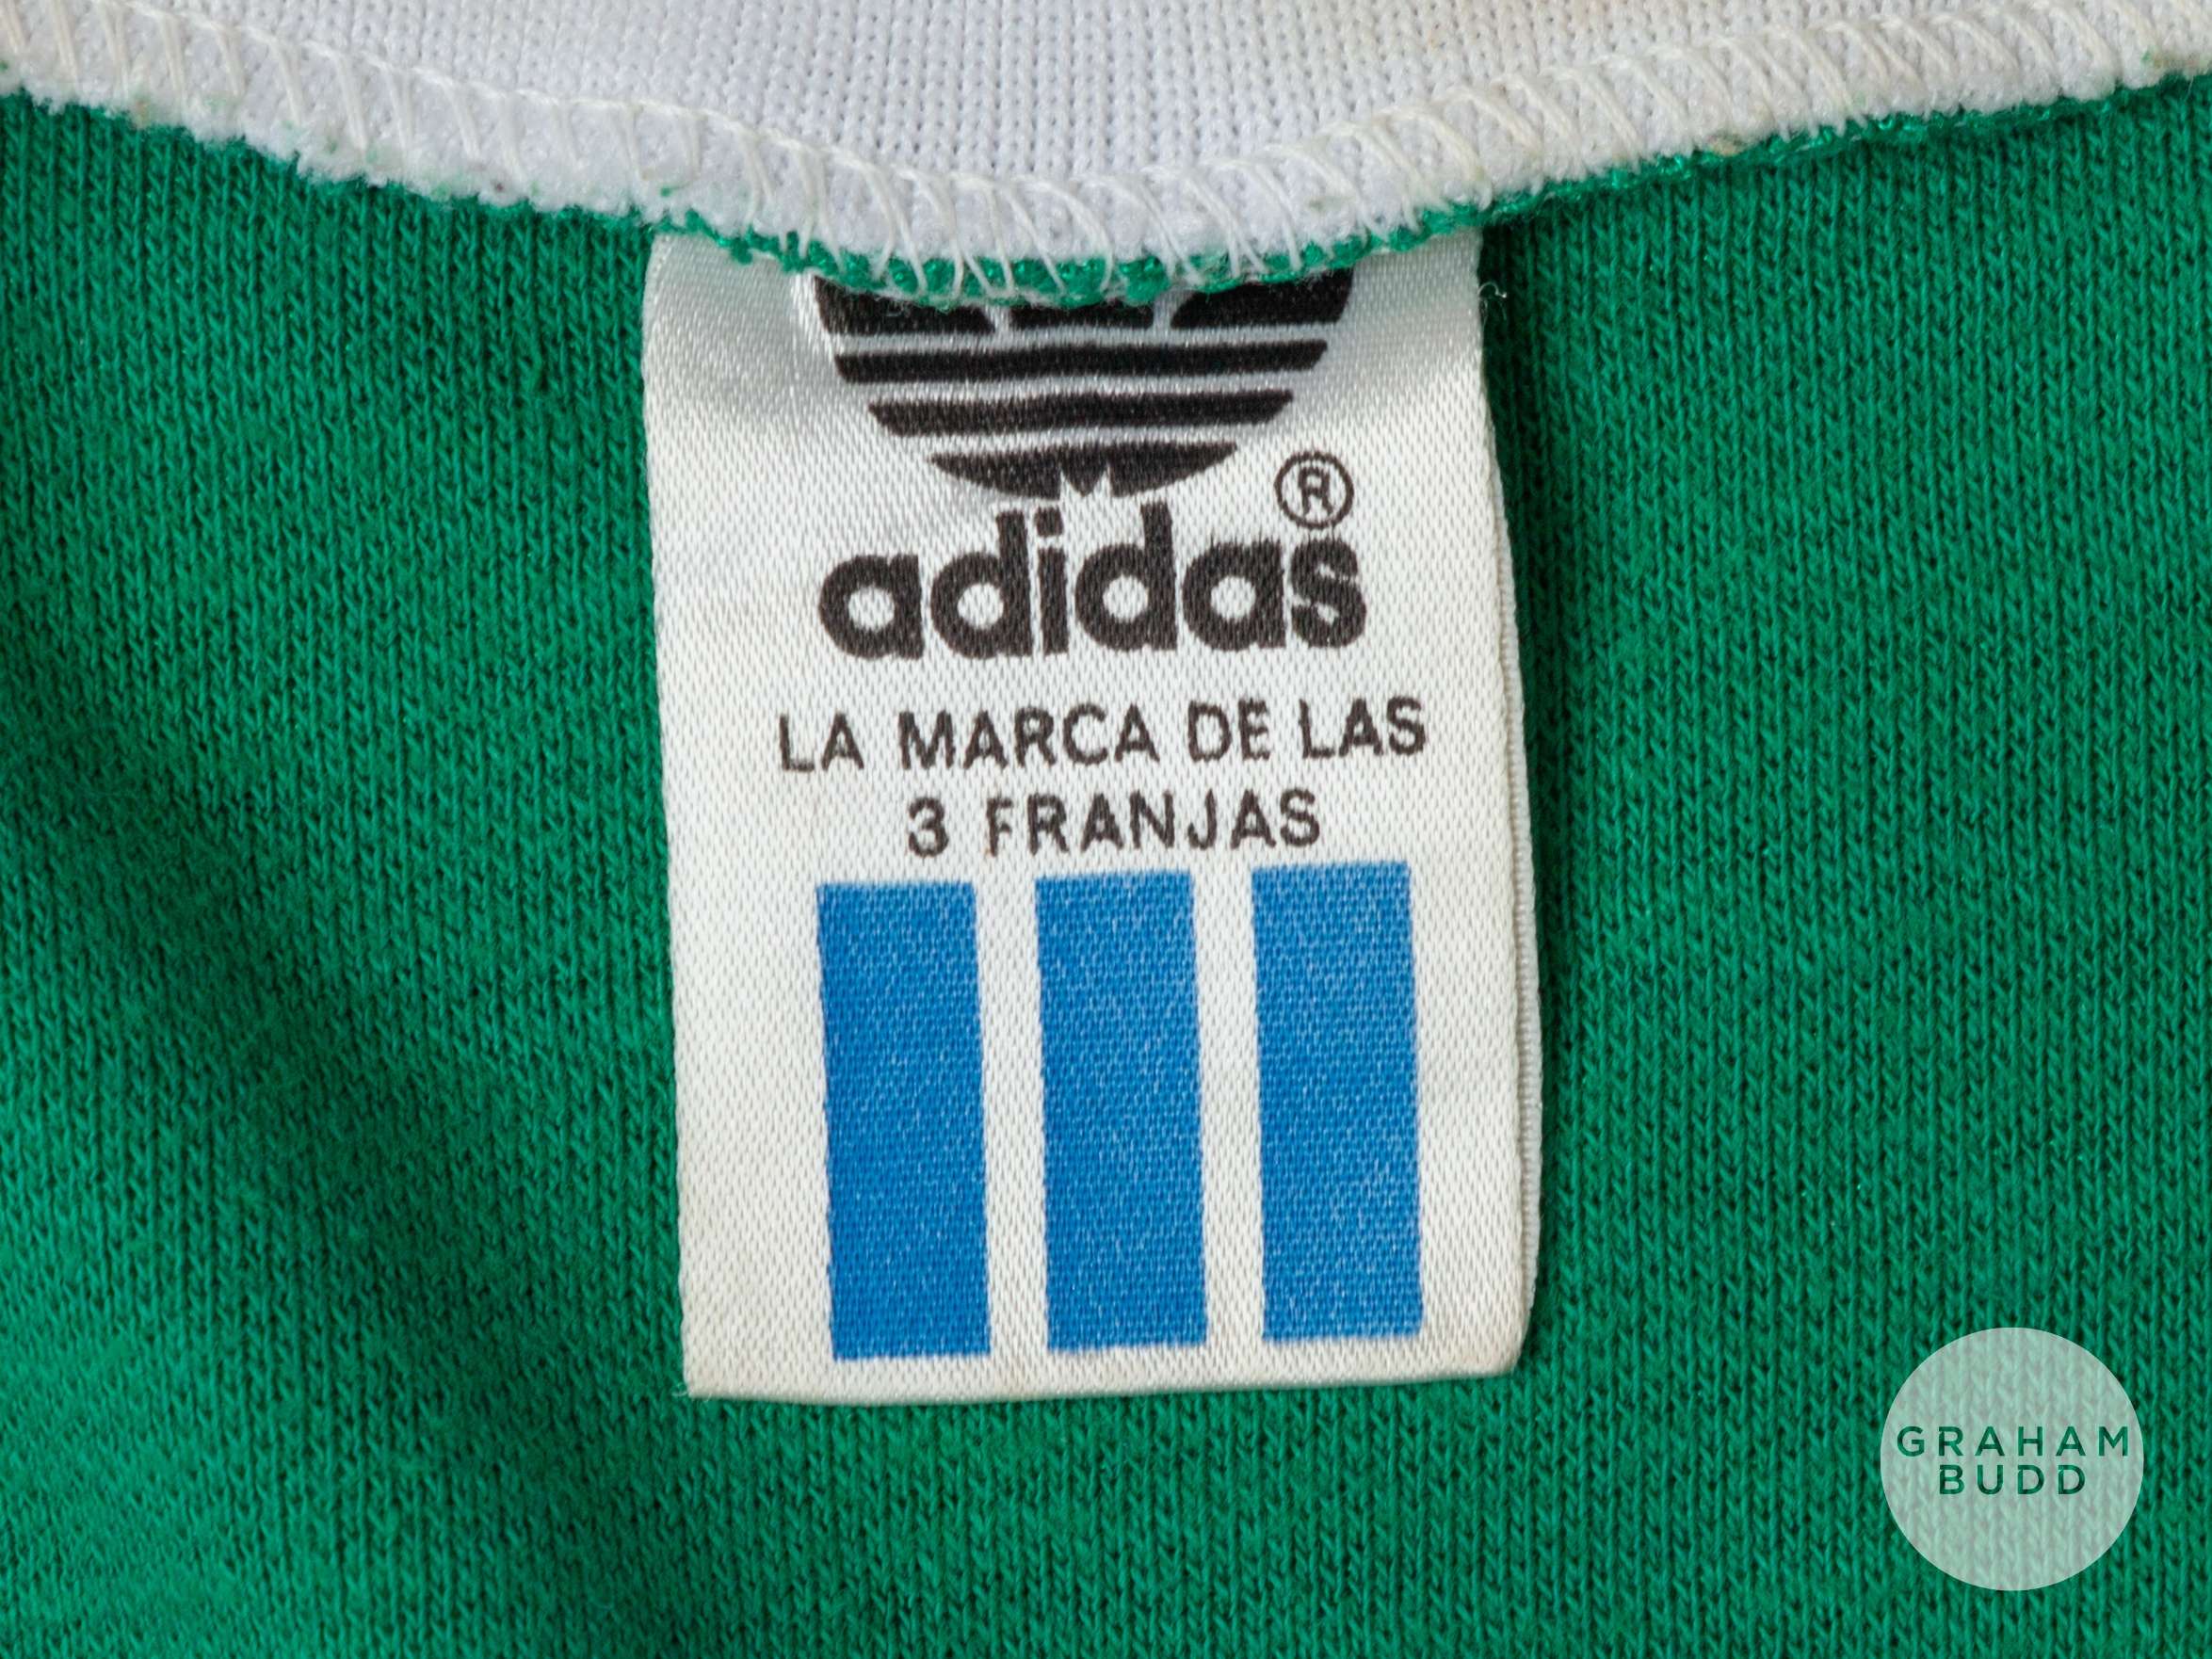 ®
adidas
LA MARCA DE LAS
3 FRANJAS
GRAHAM
BUDD